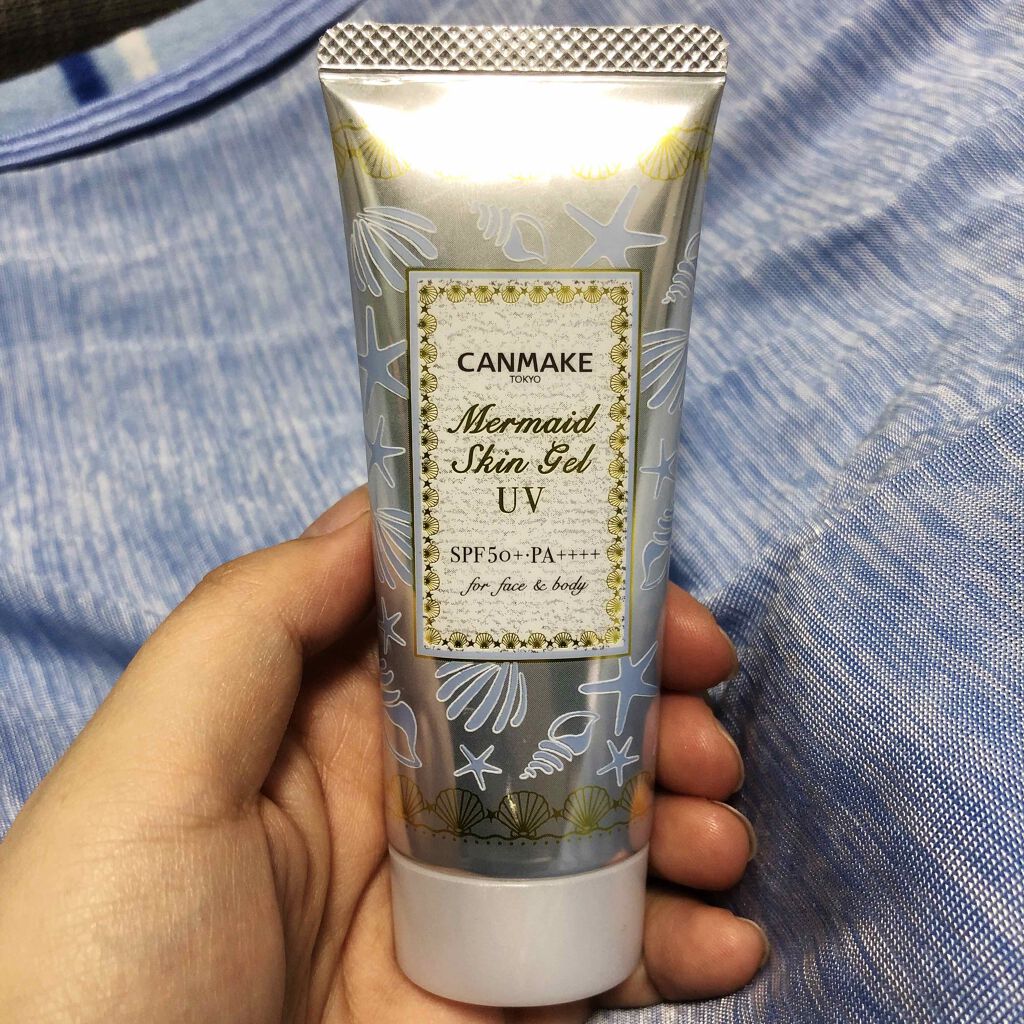 CANMAKE
TOKYO
Mermaid
Skin Gel
UV
SPF50+·PA++++
for face & body